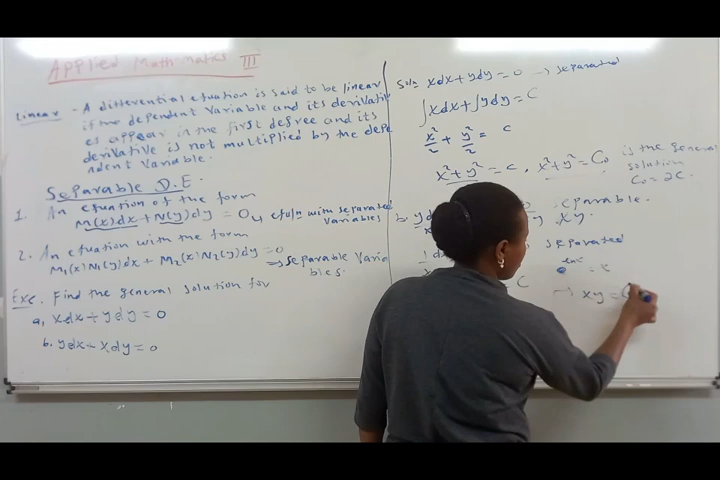 Applied Mathematics III
Linear - A differential equation is said to be linear
if the dependent variable and its derivativ
es appear in the first degree and its
derivative is not multiplied by the depe
ndent variable.
Separable D.E.
1. An equation of the form
M(x)dx + N(y)dy = 0, eqn with separated
variables
2. An equation with the form
M₁(x)N₁(y)dx + M₂(x)N₂(y)dy = 0
⇒ separable varia
bles.
Exc. Find the general solution for
a, xdx + ydy = 0
b. ydx + xdy = 0
Soln xdx + ydy = 0 → separated
∫xdx + ∫ydy = C
x²/2 + y²/2 = c
x² + y² = c, x² + y² = C₀ is the general
solution
C₀ = 2C.
xy.
separated
= c
→ xy = C